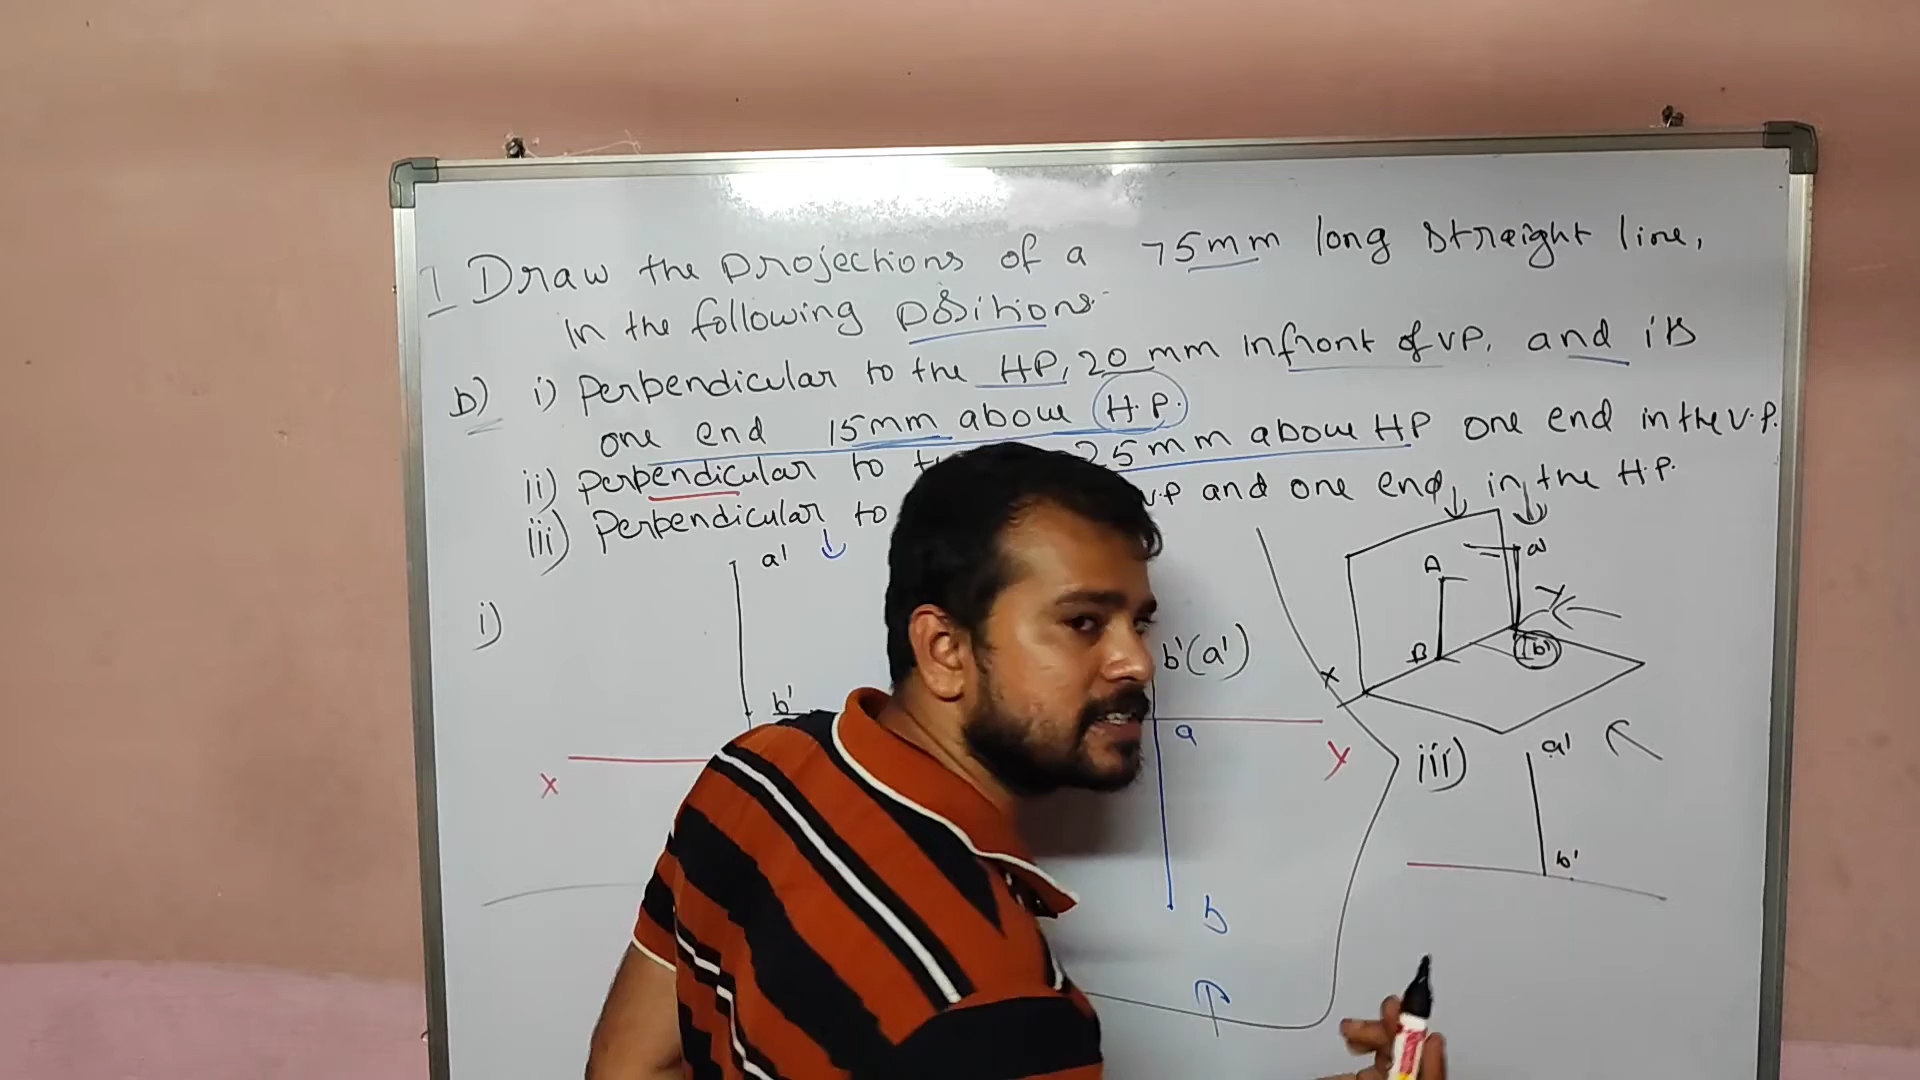 1 Draw the projections of a 75mm long straight line,
in the following positions.
b) i) perpendicular to the HP, 20 mm infront of VP, and its
one end 15mm above H.P.
ii) perpendicular to 25mm above HP one end in the V.P.
iii) Perpendicular to V.P and one end in the H.P.
i)
a'
b'
X
b'(a')
a
b
Y
A
B
a'
b'
X
Y
iii)
a'
b'